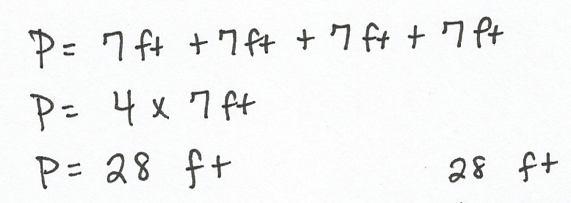 P= 7 ft + 7 ft + 7 ft + 7 ft
P= 4 x 7 ft
P= 28 ft 28 ft